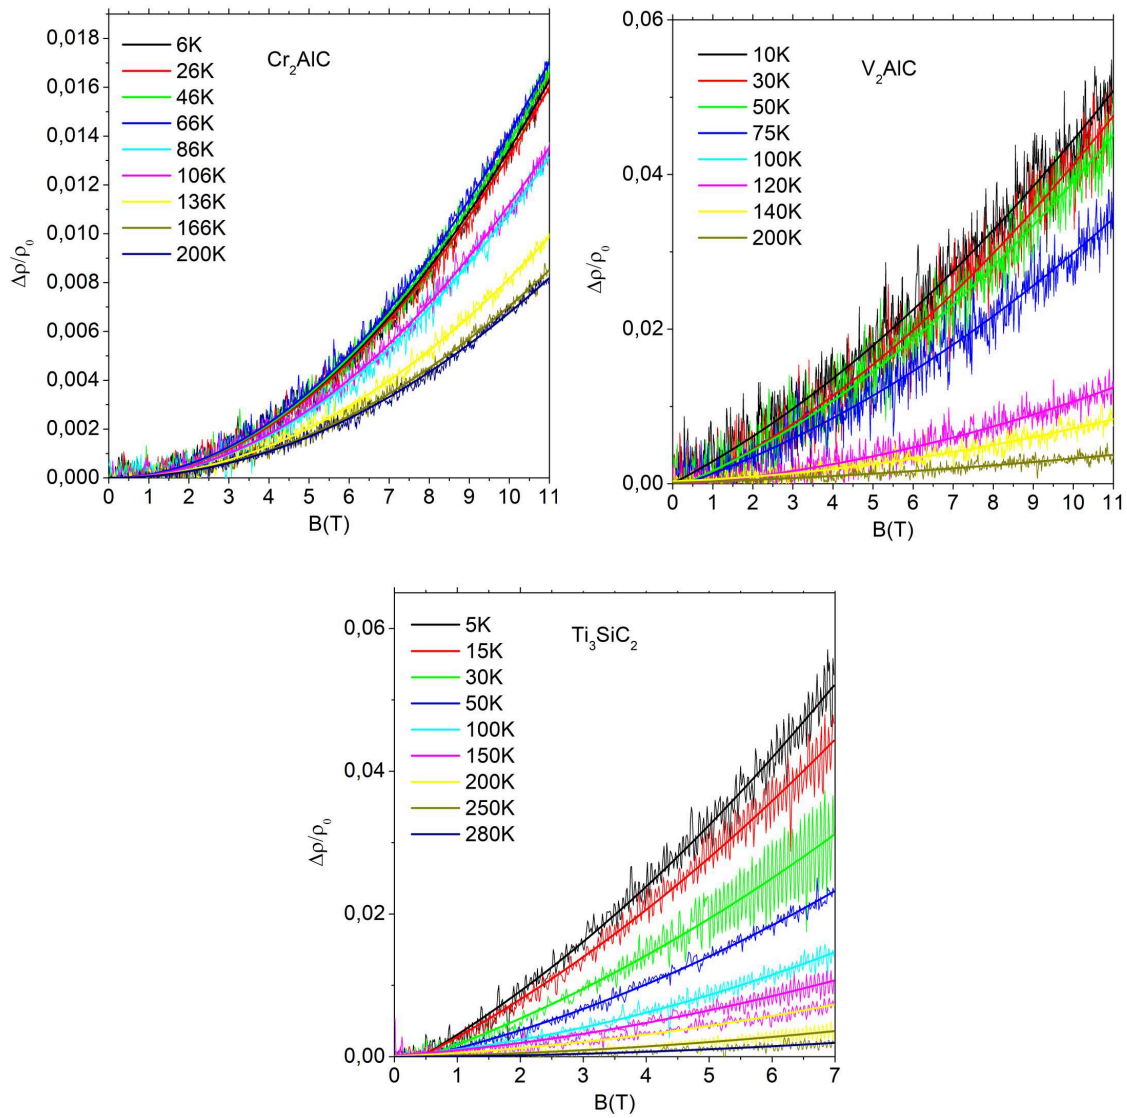 Cr2AlC
Δρ/ρ0
0,018
0,016
0,014
0,012
0,010
0,008
0,006
0,004
0,002
0,000
6K
26K
46K
66K
86K
106K
136K
166K
200K
0 1 2 3 4 5 6 7 8 9 10 11
B(T)
V2AlC
Δρ/ρ0
0,06
0,04
0,02
0,00
10K
30K
50K
75K
100K
120K
140K
200K
0 1 2 3 4 5 6 7 8 9 10 11
B(T)
Ti3SiC2
Δρ/ρ0
0,06
0,04
0,02
0,00
5K
15K
30K
50K
100K
150K
200K
250K
280K
0 1 2 3 4 5 6 7
B(T)